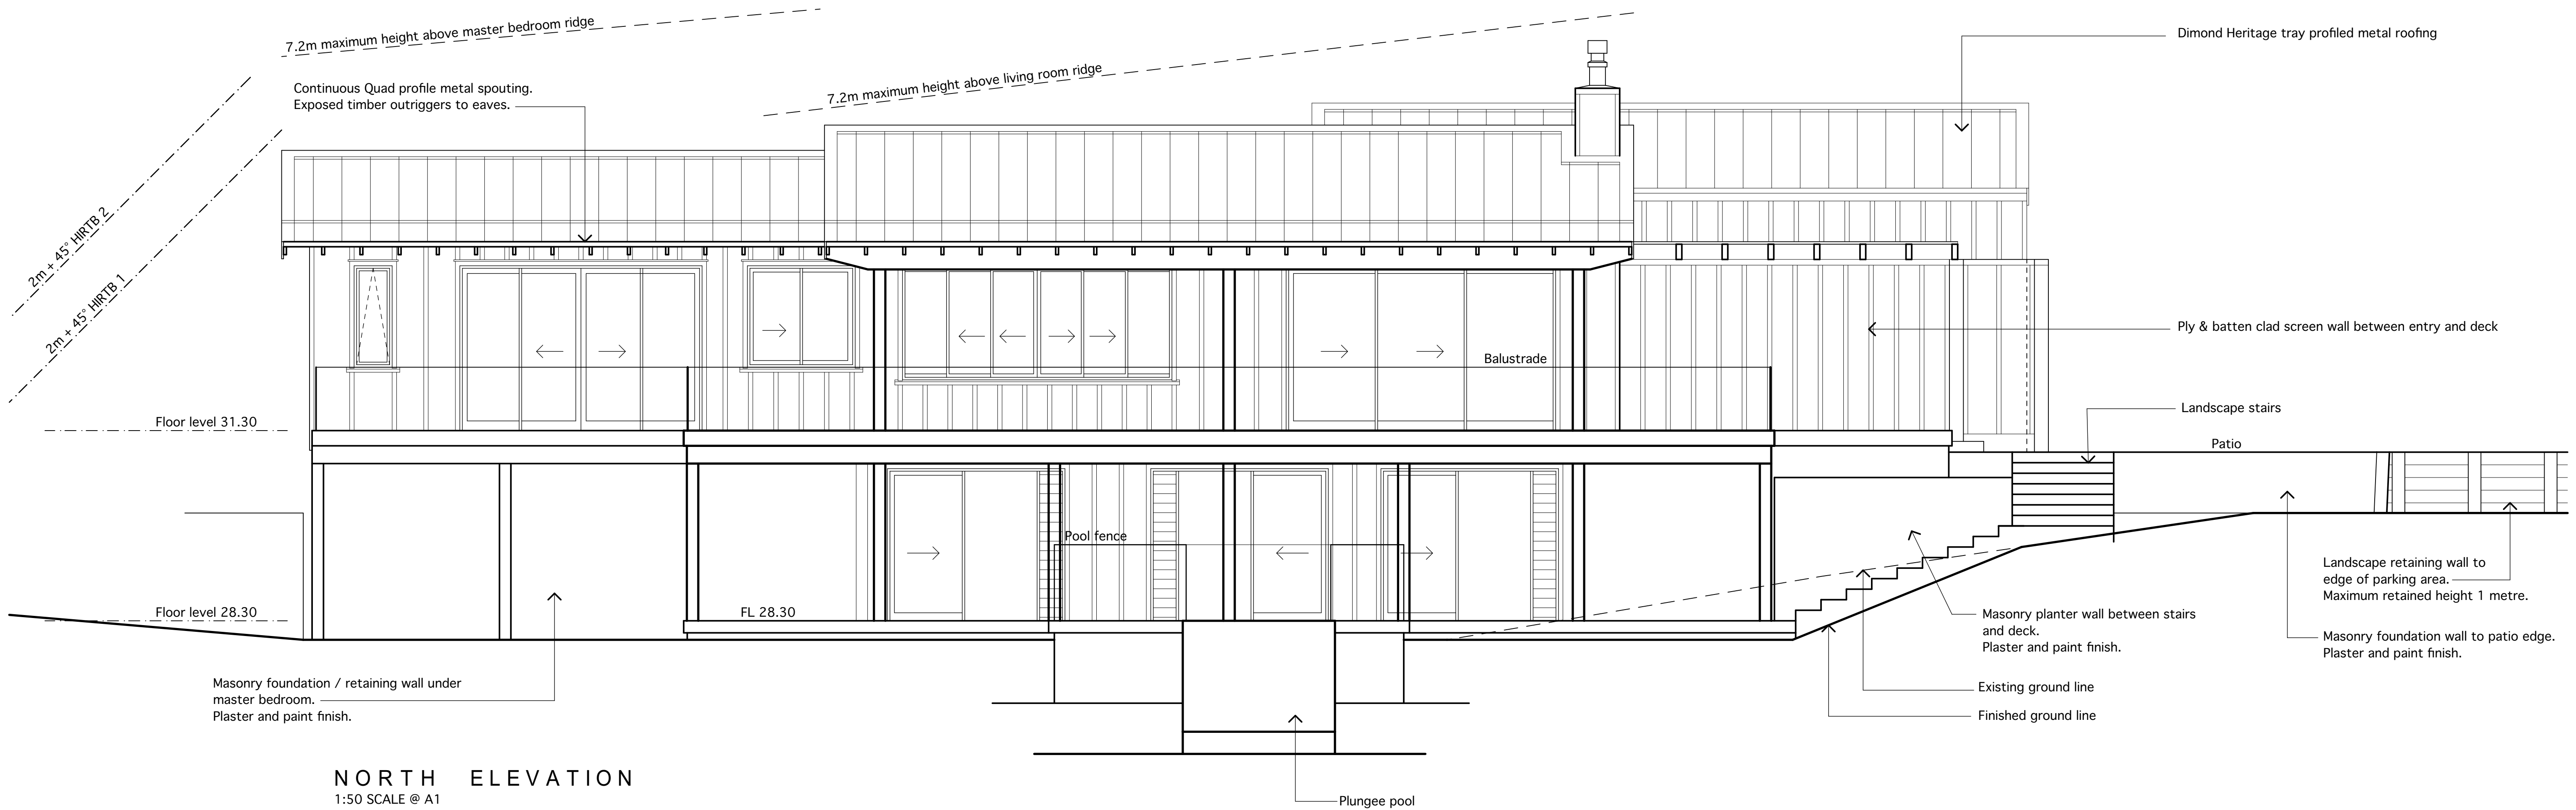 7.2m maximum height above master bedroom ridge
7.2m maximum height above living room ridge
Dimond Heritage tray profiled metal roofing
Continuous Quad profile metal spouting.
Exposed timber outriggers to eaves.
2m + 45° HIRTB 2
2m + 45° HIRTB 1
Ply & batten clad screen wall between entry and deck
Balustrade
Landscape stairs
Floor level 31.30
Patio
Pool fence
Landscape retaining wall to
edge of parking area.
Maximum retained height 1 metre.
Floor level 28.30
FL 28.30
Masonry planter wall between stairs
and deck.
Plaster and paint finish.
Masonry foundation wall to patio edge.
Plaster and paint finish.
Masonry foundation / retaining wall under
master bedroom.
Plaster and paint finish.
Existing ground line
Finished ground line
NORTH ELEVATION
1:50 SCALE @ A1
Plungee pool